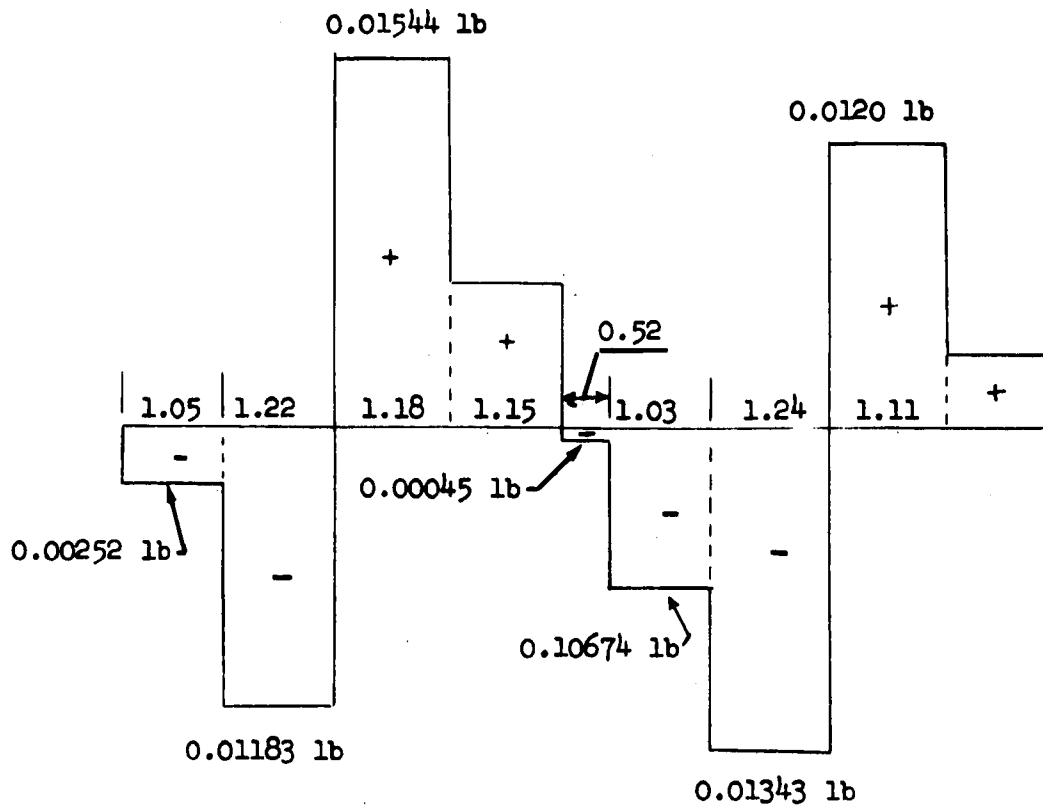 0.01544 lb
0.0120 lb
+
+
+
0.52
+
1.05 1.22 1.18 1.15 1.03 1.24 1.11
-
-
0.00045 lb
-
0.00252 lb
-
-
0.10674 lb
0.01183 lb
0.01343 lb